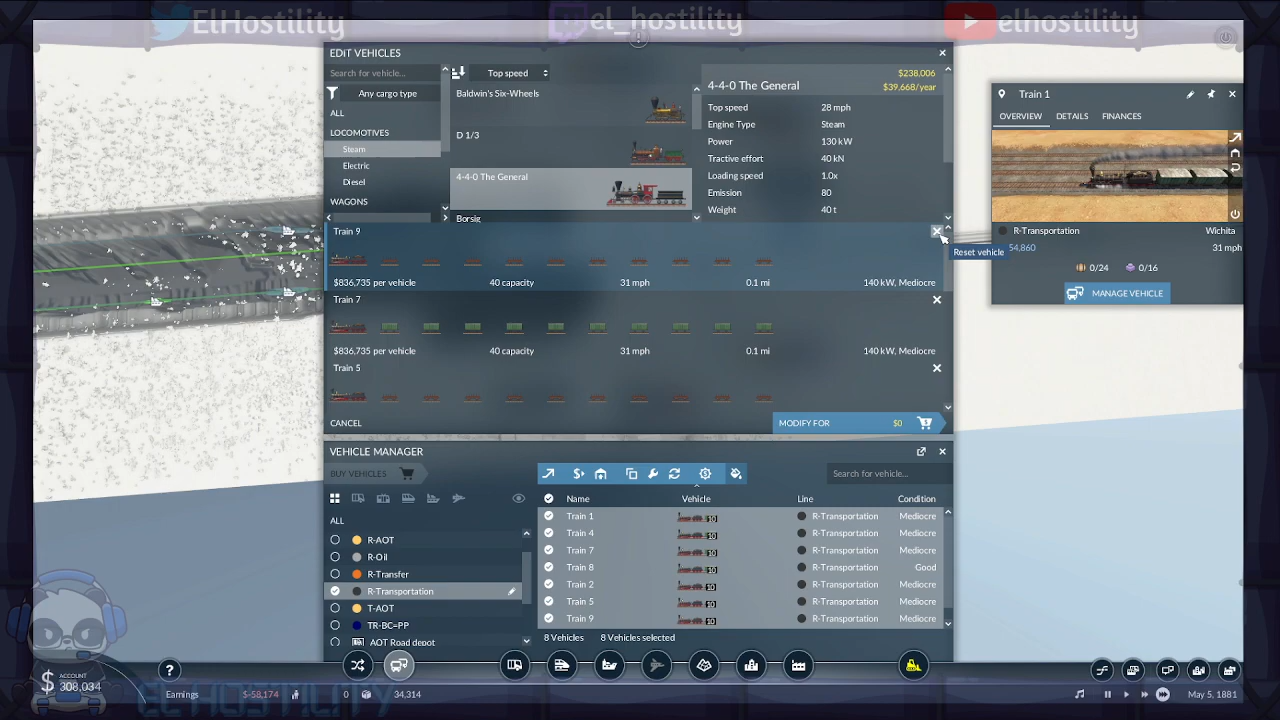 ElHostility
el_hostility
elhostility
EDIT VEHICLES
Search for vehicle...
Top speed
Any cargo type
ALL
LOCOMOTIVES
Steam
Electric
Diesel
WAGONS
Baldwin's Six-Wheels
D 1/3
4-4-0 The General
Borsig
$238,006
4-4-0 The General
$39,668/year
Top speed 28 mph
Engine Type Steam
Power 130 kW
Tractive effort 40 kN
Loading speed 1.0x
Emission 80
Weight 40 t
Train 9
$836,735 per vehicle 40 capacity 31 mph 0.1 mi 140 kW, Mediocre
Train 7
$836,735 per vehicle 40 capacity 31 mph 0.1 mi 140 kW, Mediocre
Train 5
CANCEL
MODIFY FOR $0
Reset vehicle
Train 1
OVERVIEW DETAILS FINANCES
R-Transportation Wichita
54,860 31 mph
0/24 0/16
MANAGE VEHICLE
VEHICLE MANAGER
BUY VEHICLES
Search for vehicle...
ALL
R-AOT
R-Oil
R-Transfer
R-Transportation
T-AOT
TR-BC-PP
AOT Road depot
Name Vehicle Line Condition
Train 1 10 R-Transportation Mediocre
Train 4 10 R-Transportation Mediocre
Train 7 10 R-Transportation Mediocre
Train 8 10 R-Transportation Good
Train 2 10 R-Transportation Mediocre
Train 5 10 R-Transportation Mediocre
Train 9 10 R-Transportation Mediocre
8 Vehicles 8 Vehicles selected
$ ACCOUNT
308,034
Earnings $-58,174 0 34,314
May 5, 1881
ELHOSTILITY